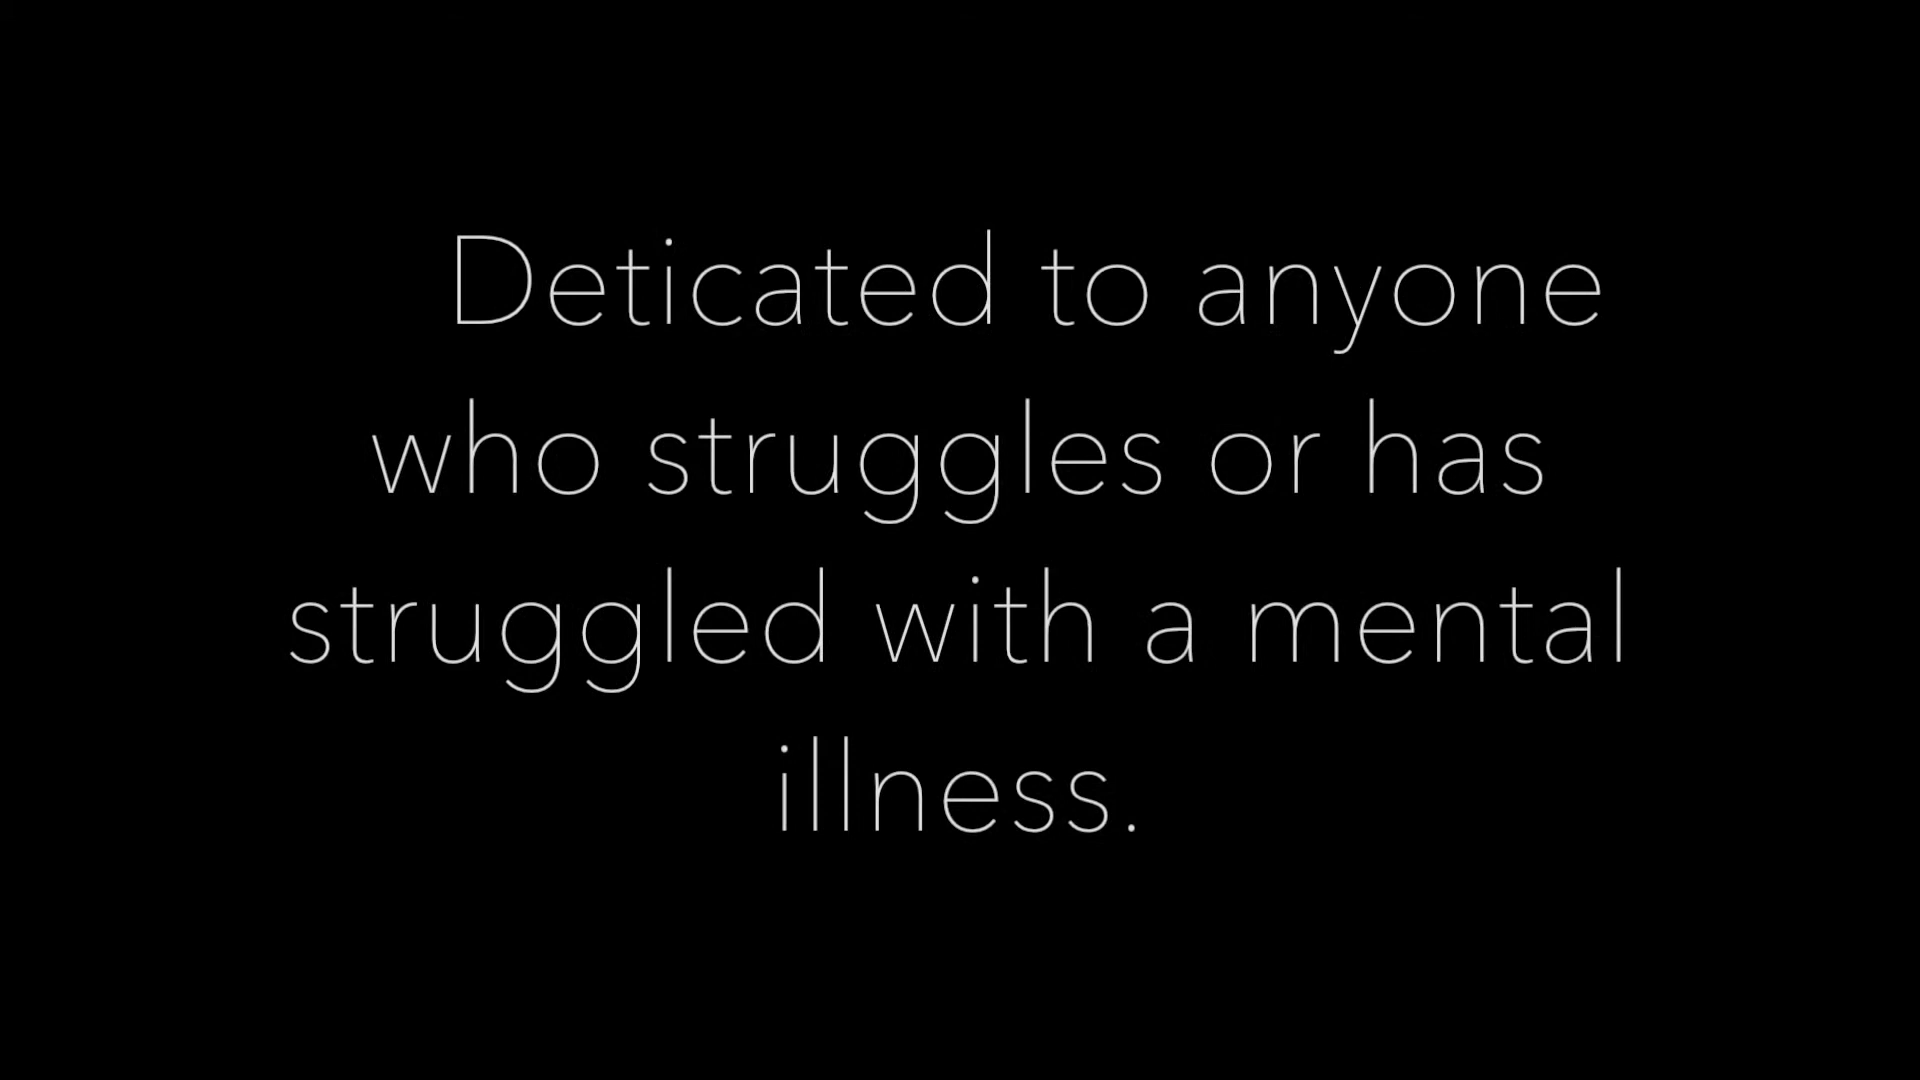 Deticated to anyone
who struggles or has
struggled with a mental
illness.